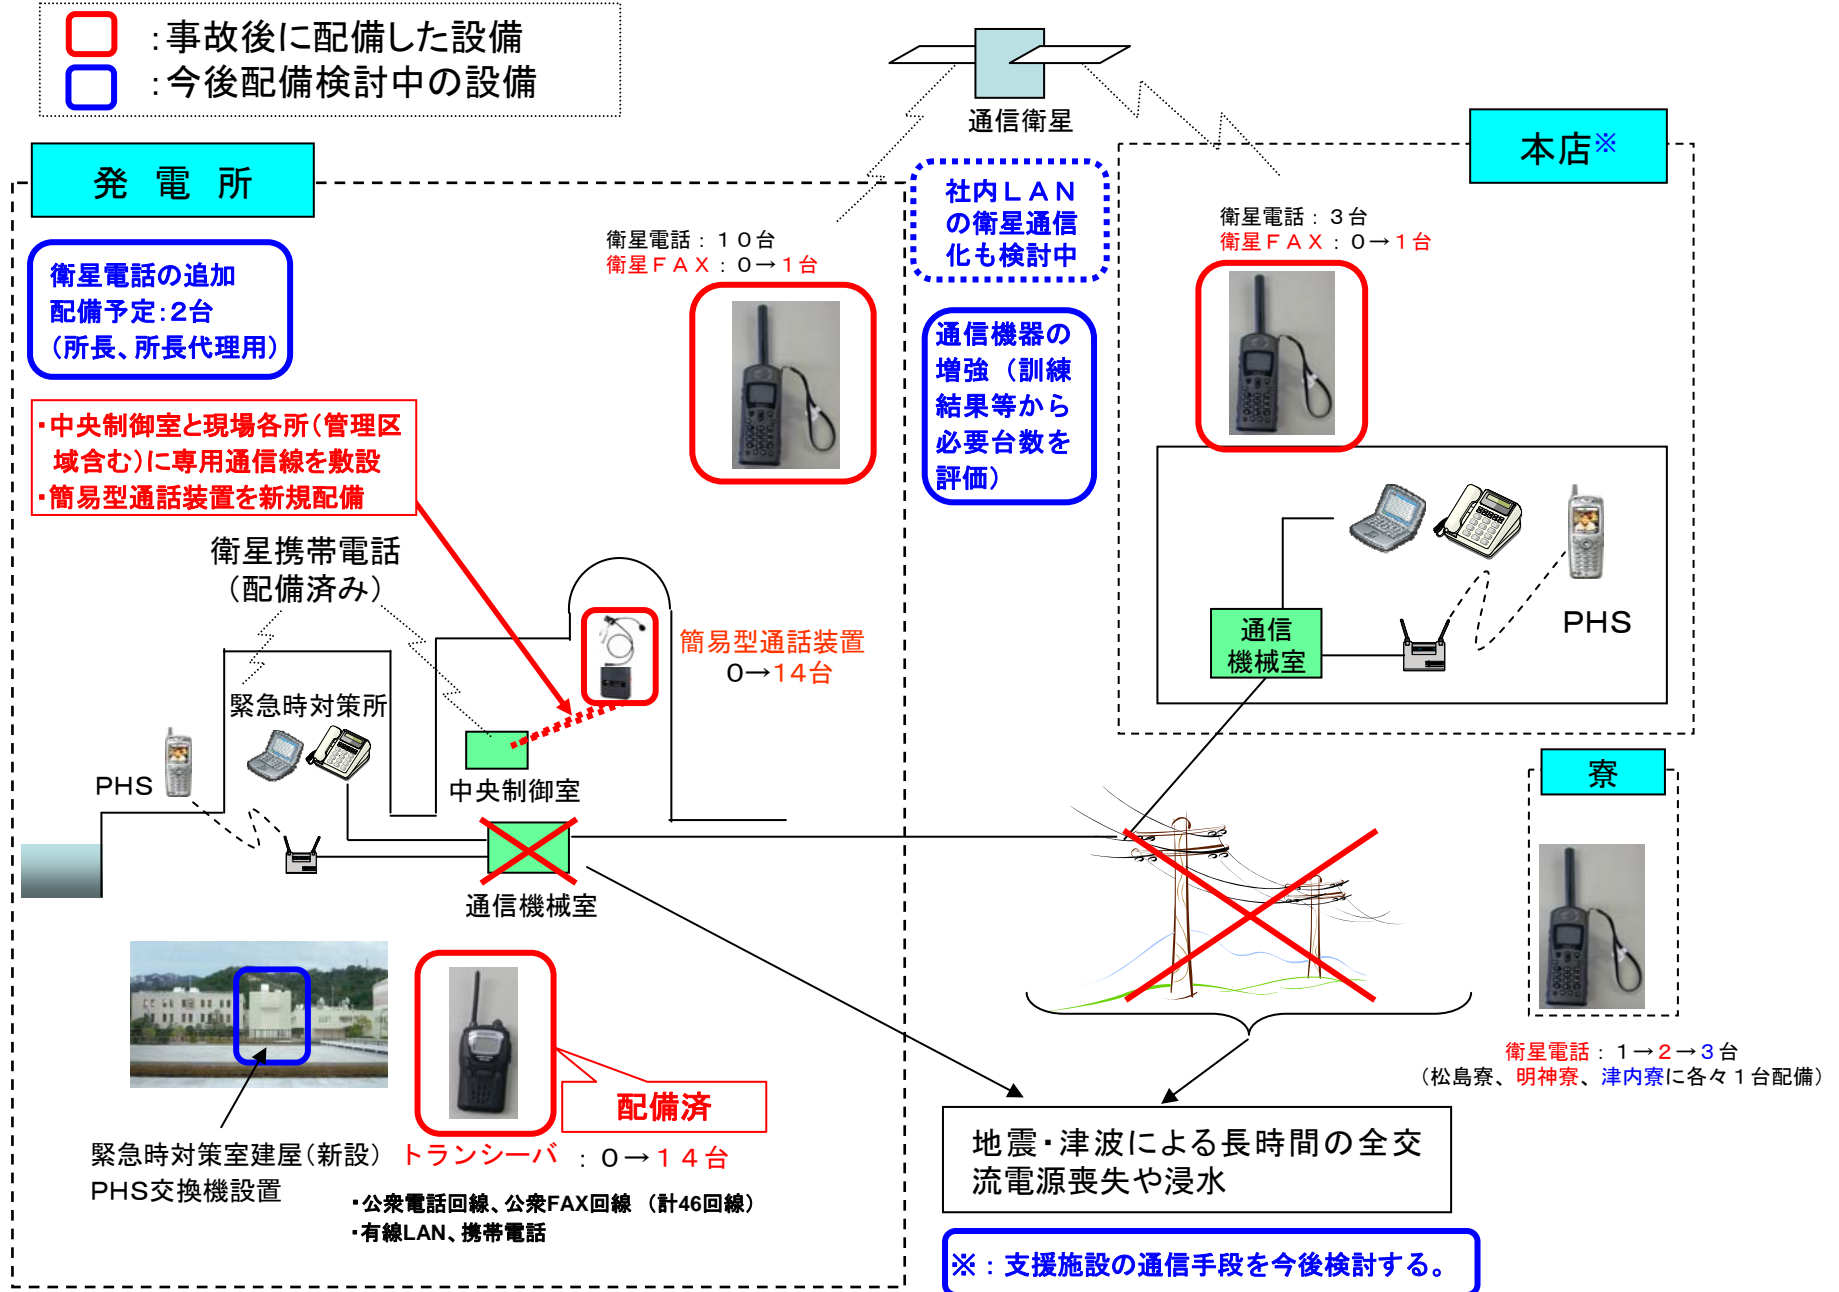 ：事故後に配備した設備
：今後配備検討中の設備
通信衛星
発電所
本店※
衛星電話の追加
配備予定：2台
（所長、所長代理用）
衛星電話：１０台
衛星ＦＡＸ：０→１台
社内ＬＡＮ
の衛星通信
化も検討中
衛星電話：３台
衛星ＦＡＸ：０→１台
通信機器の
増強（訓練
結果等から
必要台数を
評価）
・中央制御室と現場各所（管理区
域含む）に専用通信線を敷設
・簡易型通話装置を新規配備
衛星携帯電話
（配備済み）
簡易型通話装置
0→14台
緊急時対策所
PHS
中央制御室
通信機械室
通信
機械室
PHS
寮
衛星電話：１→２→３台
（松島寮、明神寮、津内寮に各々１台配備）
配備済
緊急時対策室建屋（新設）
PHS交換機設置
トランシーバ：０→１４台
・公衆電話回線、公衆FAX回線（計46回線）
・有線LAN、携帯電話
地震・津波による長時間の全交
流電源喪失や浸水
※：支援施設の通信手段を今後検討する。